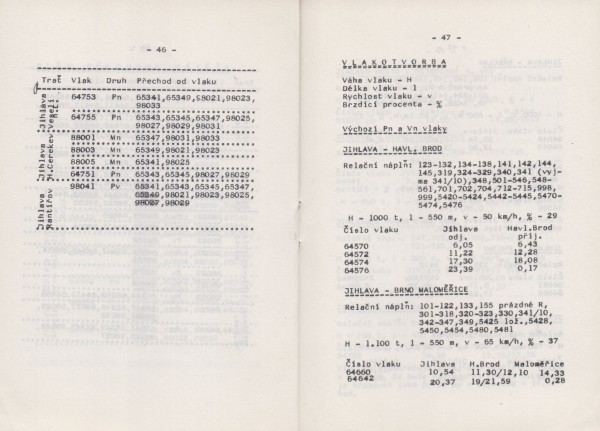 - 46 -
Trať Vlak Druh Přechod od vlaku
Jihlava Veselí n.L.
64753 Pn 65341,65349,98021,98023,
98033
64755 Pn 65343,65345,65347,98025,
98027,98029,98031
Jihlava H.Cerekev
88001 Mn 65347,98031,98033
88003 Mn 65349,98021,98023
88005 Mn 65341,98025
64751 Pn 65343,65345,98027,98029
Jihlava Rantířov
98041 Pv 65341,65343,65345,65347,
65349,98021,98023,98025,
98027,98029
- 47 -
V L A K O T V O R B A
Váha vlaku - H
Délka vlaku - l
Rychlost vlaku - v
Brzdící procenta - %
Výchozí Pn a Vn vlaky
JIHLAVA - HAVL. BROD
Relační náplň: 123-132,134-138,141,142,144,
145,319,324-329,340,341 (vyj-
me 341/10),348,501-546,548-
561,701,702,704,712-715,998,
999,5420-5424,5442-5445,5470-
5474,5476
H - 1000 t, l - 550 m, v - 50 km/h, % - 29
Číslo vlaku Jihlava Havl.Brod
odj. příj.
64570 6,05 6,43
64572 11,22 12,28
64574 17,30 18,08
64576 23,39 0,17
JIHLAVA - BRNO MALOMĚŘICE
Relační náplň: 101-122,133,155 prázdné R,
301-318,320-323,330,341/10,
342-347,349,5425 lož.,5428,
5450,5454,5480,5481
H - 1.100 t, l - 550 m, v - 65 km/h, % - 37
Číslo vlaku Jihlava H.Brod Maloměřice
64660 10,54 11,30/12,10 14,33
64642 20,37 19/21,59 0,28